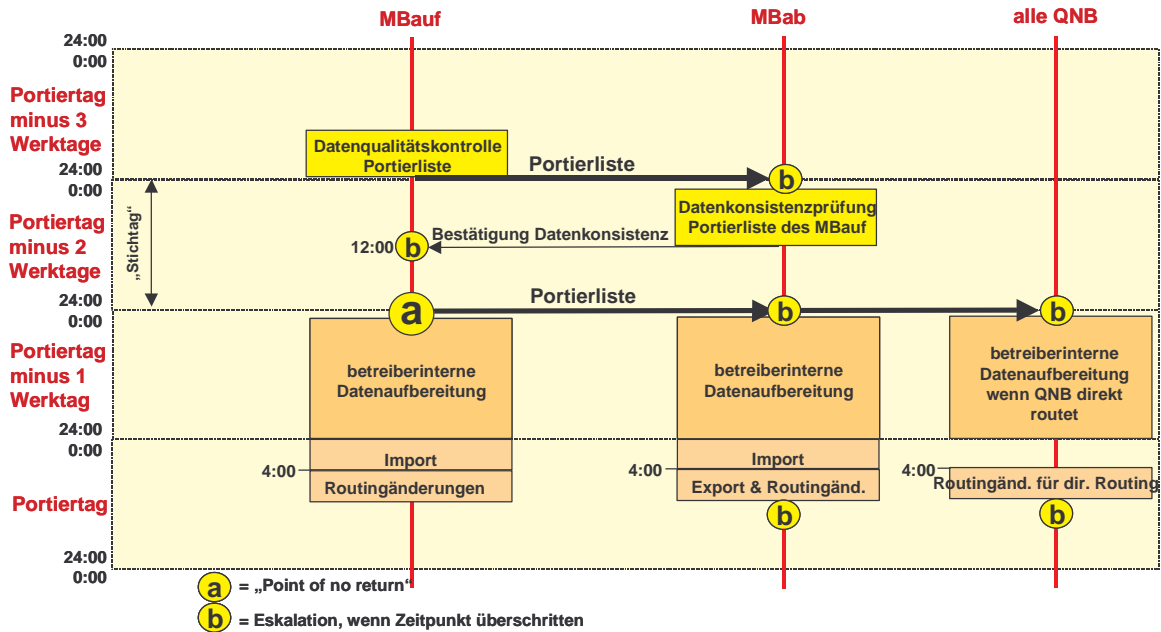 MBauf
MBab
alle QNB
24:00
0:00
Portiertag
minus 3
Werktage
Datenqualitätskontrolle
Portierliste
Portierliste
24:00
0:00
b
„Stichtag“
Portiertag
minus 2
Werktage
Datenkonsistenzprüfung
Portierliste des MBauf
12:00
b
Bestätigung Datenkonsistenz
24:00
0:00
a
Portierliste
b
b
Portiertag
minus 1
Werktag
betreiberinterne
Datenaufbereitung
betreiberinterne
Datenaufbereitung
betreiberinterne
Datenaufbereitung
wenn QNB direkt
routet
24:00
0:00
Portiertag
Import
4:00
Routingänderungen
Import
4:00
Export & Routingänd.
b
4:00
Routingänd. für dir. Routing
b
24:00
0:00
a = „Point of no return“
b = Eskalation, wenn Zeitpunkt überschritten